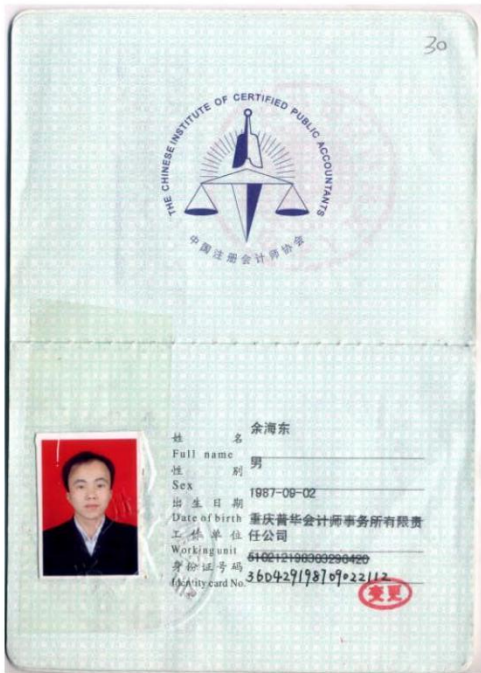 30
THE CHINESE INSTITUTE OF CERTIFIED PUBLIC ACCOUNTANTS
中国注册会计师协会
姓 名 余海东
Full name
性 别 男
Sex
出生日期 1987-09-02
Date of birth 重庆普华会计师事务所有限责
工作单位 任公司
Working unit
身份证号码 510212198303290420
Identity card No. 360429198709022112
变更